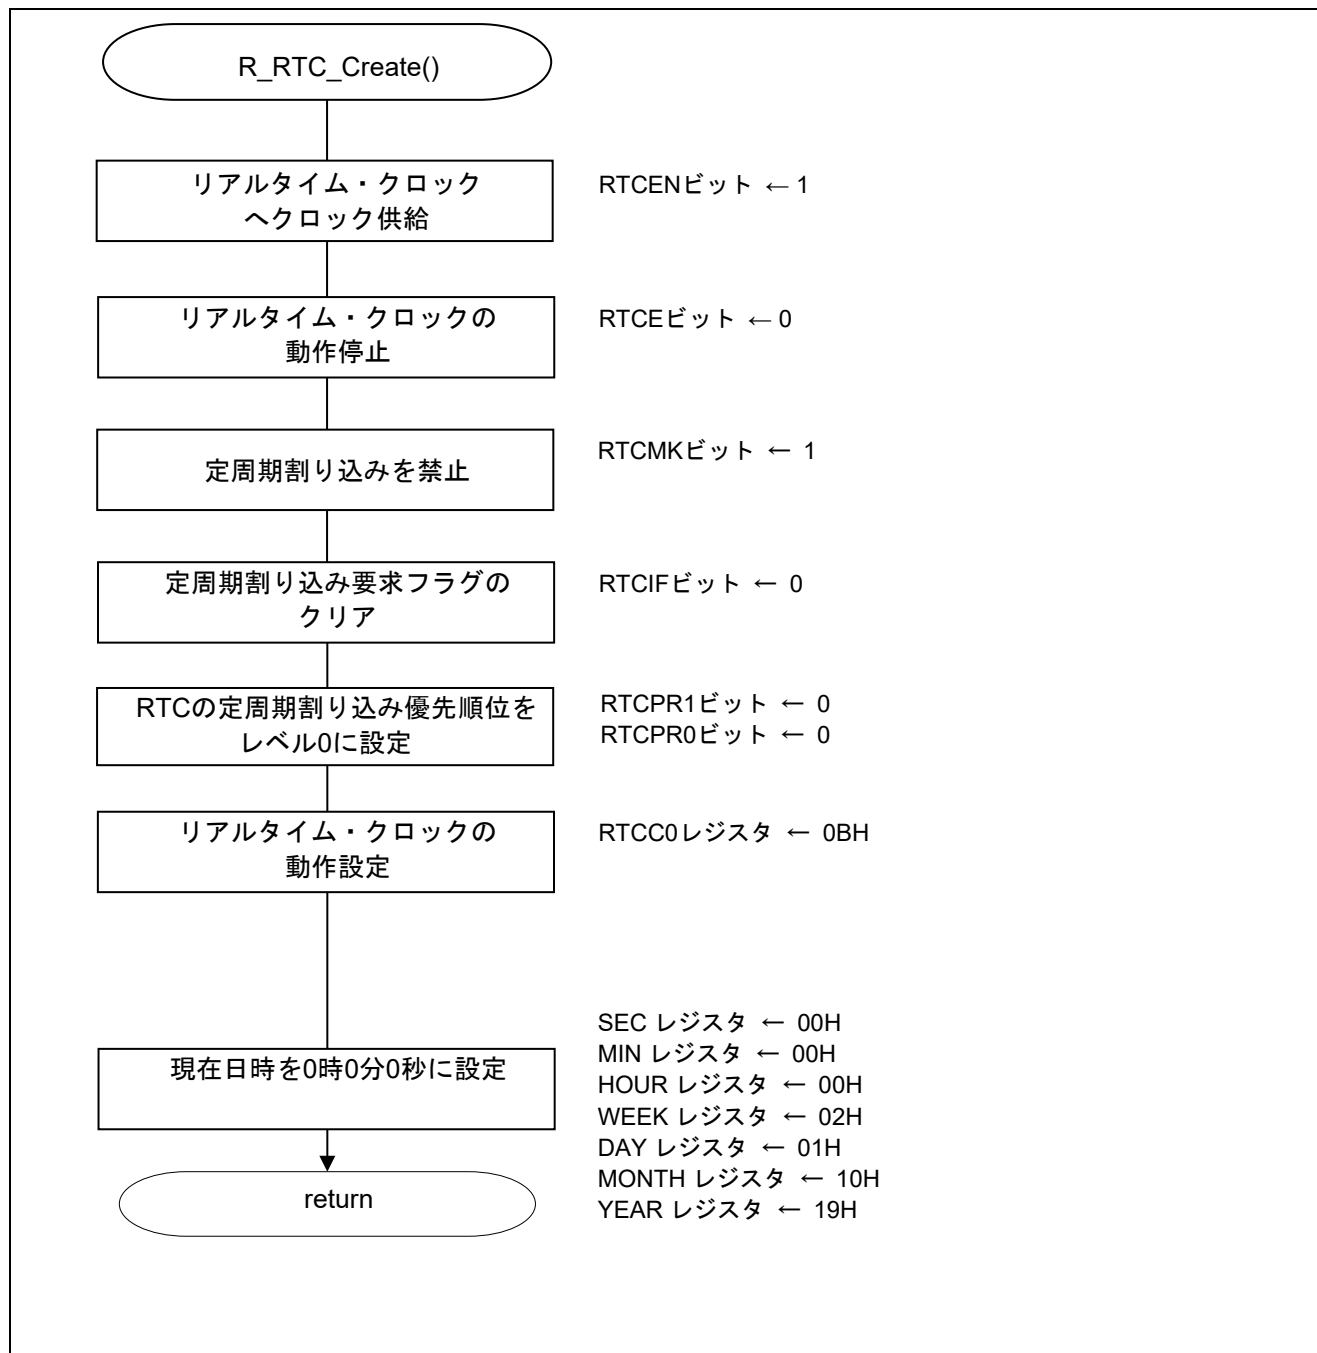 R_RTC_Create()
リアルタイム・クロック
へクロック供給
RTCENビット ← 1
リアルタイム・クロックの
動作停止
RTCEビット ← 0
定周期割り込みを禁止
RTCMKビット ← 1
定周期割り込み要求フラグの
クリア
RTCIFビット ← 0
RTCの定周期割り込み優先順位を
レベル0に設定
RTCPR1ビット ← 0
RTCPR0ビット ← 0
リアルタイム・クロックの
動作設定
RTCC0レジスタ ← 0BH
現在日時を0時0分0秒に設定
SEC レジスタ ← 00H
MIN レジスタ ← 00H
HOUR レジスタ ← 00H
WEEK レジスタ ← 02H
DAY レジスタ ← 01H
MONTH レジスタ ← 10H
YEAR レジスタ ← 19H
return